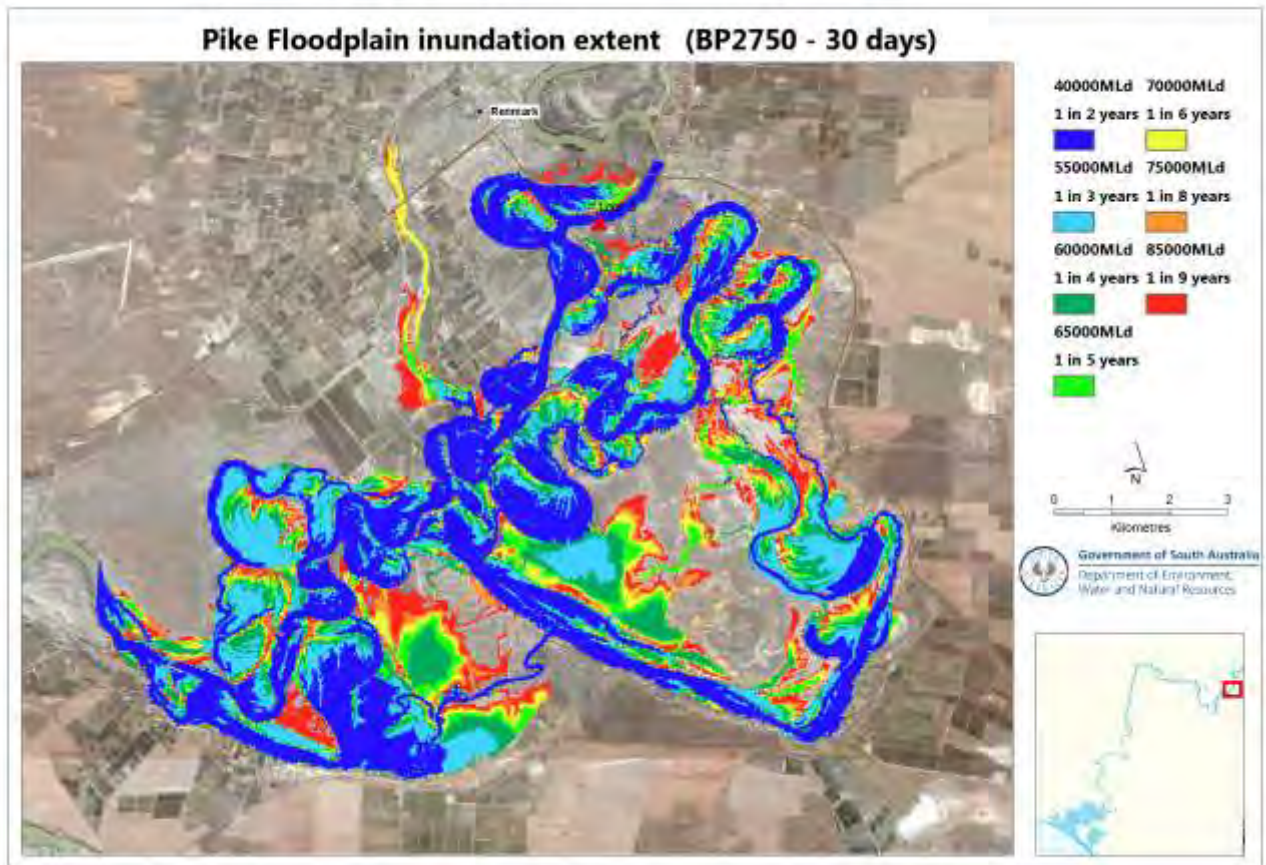 Pike Floodplain inundation extent (BP2750 - 30 days)
Renmark
40000MLd 70000MLd
1 in 2 years 1 in 6 years
55000MLd 75000MLd
1 in 3 years 1 in 8 years
60000MLd 85000MLd
1 in 4 years 1 in 9 years
65000MLd
1 in 5 years
N
0 1 2 3
Kilometres
Government of South Australia
Department of Environment,
Water and Natural Resources